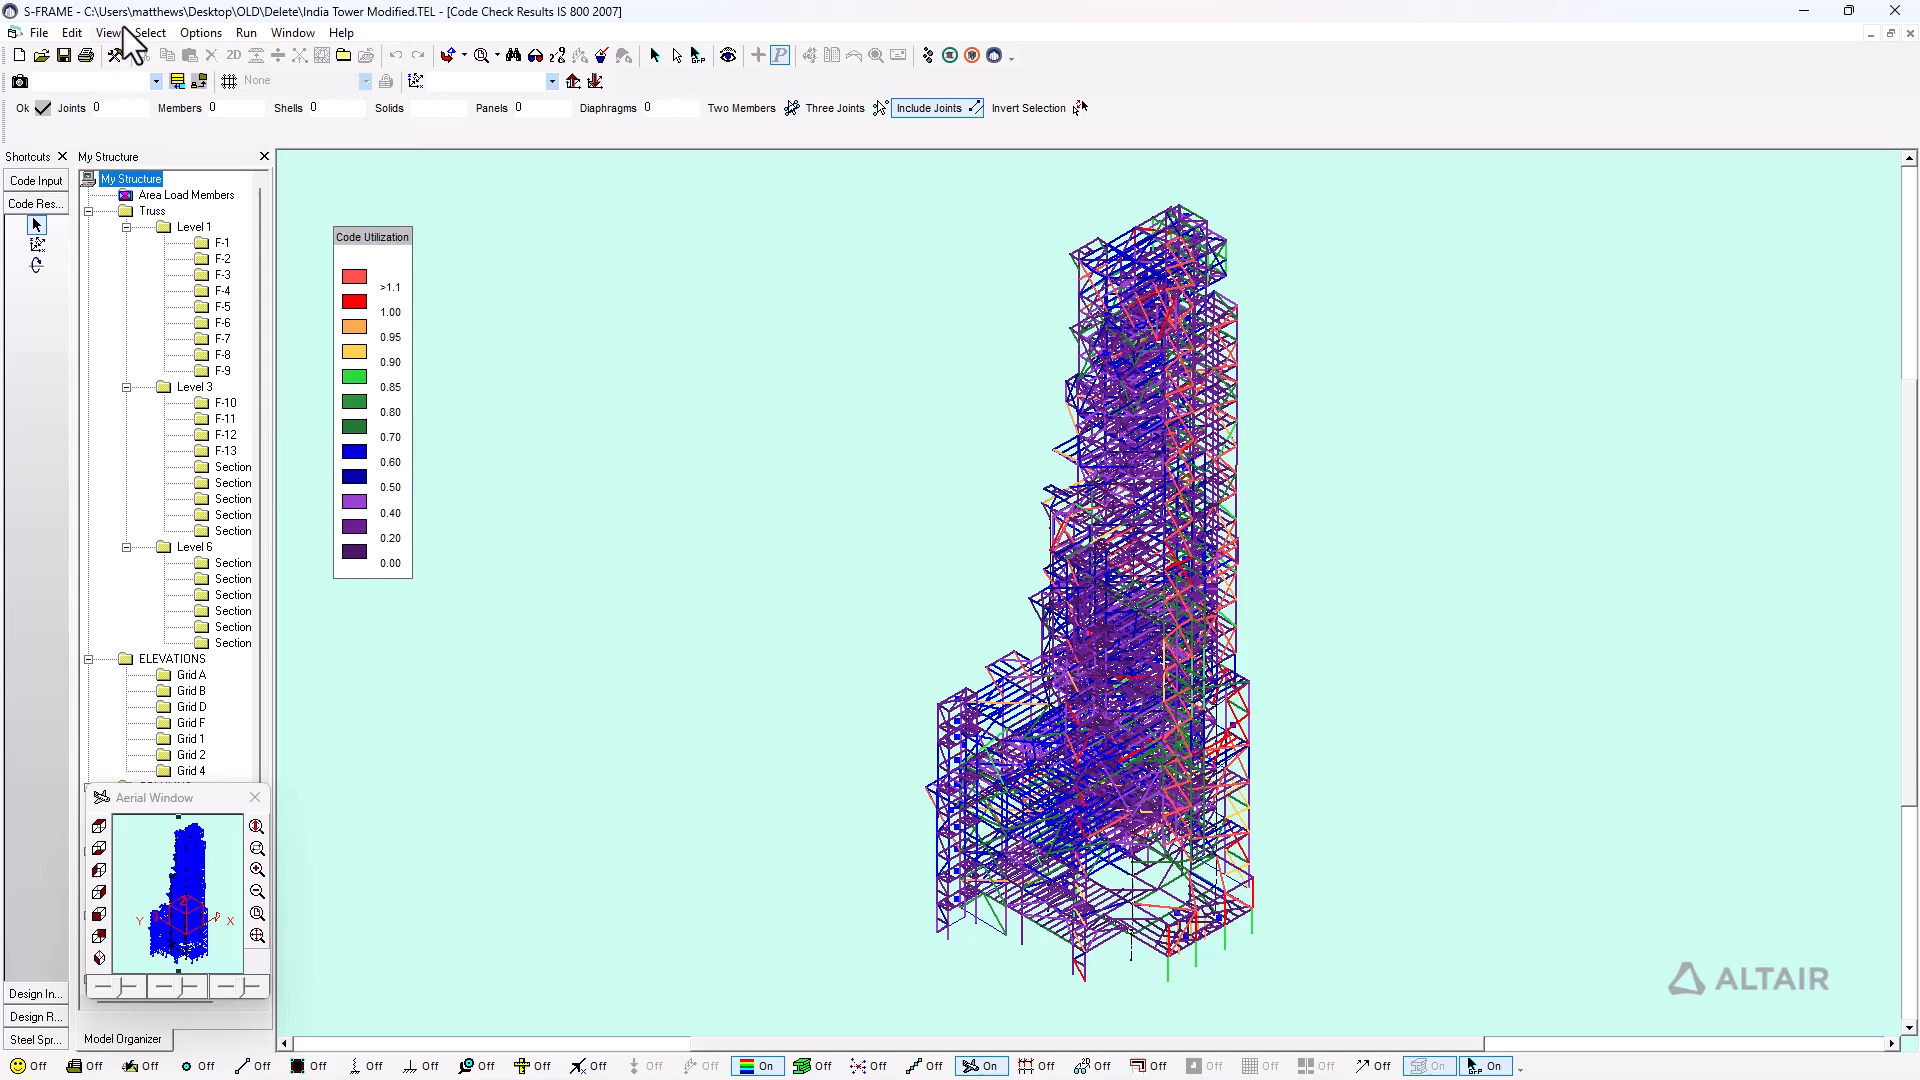 S-FRAME - C:\Users\matthews\Desktop\OLD\Delete\India Tower Modified.TEL - [Code Check Results IS 800 2007]
File Edit View Select Options Run Window Help
2D
None
Ok Joints 0 Members 0 Shells 0 Solids Panels 0 Diaphragms 0 Two Members Three Joints Include Joints Invert Selection
Shortcuts My Structure
Code Input
Code Res...
My Structure
Area Load Members
Truss
Level 1
F-1
F-2
F-3
F-4
F-5
F-6
F-7
F-8
F-9
Level 3
F-10
F-11
F-12
F-13
Section
Section
Section
Section
Section
Level 6
Section
Section
Section
Section
Section
Section
ELEVATIONS
Grid A
Grid B
Grid D
Grid F
Grid 1
Grid 2
Grid 4
Code Utilization
>1.1
1.00
0.95
0.90
0.85
0.80
0.70
0.60
0.50
0.40
0.20
0.00
Aerial Window
Z
Y X
Design In...
Design R...
Steel Spr...
Model Organizer
ALTAIR
Off Off Off Off Off Off Off Off Off Off Off Off Off On Off Off Off On Off Off Off Off Off Off Off On On